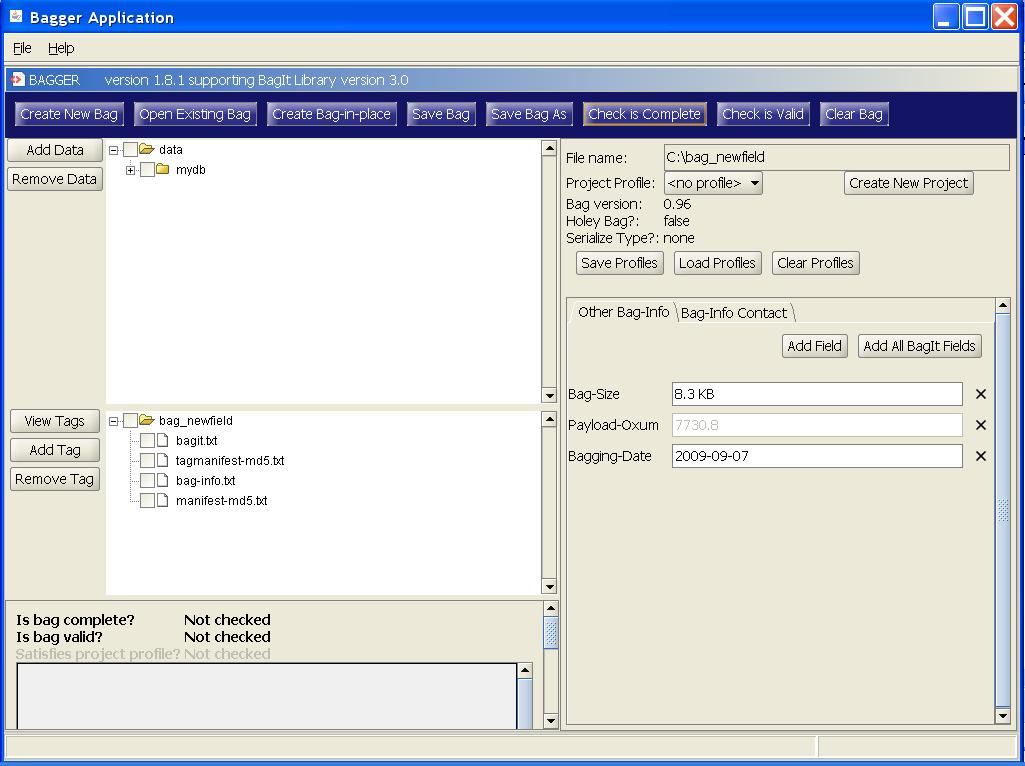 Bagger Application
File Help
BAGGER version 1.8.1 supporting BagIt Library version 3.0
Create New Bag Open Existing Bag Create Bag-in-place Save Bag Save Bag As Check is Complete Check is Valid Clear Bag
Add Data
Remove Data
data
mydb
File name: C:\bag_newfield
Project Profile: <no profile> Create New Project
Bag version: 0.96
Holey Bag?: false
Serialize Type?: none
Save Profiles Load Profiles Clear Profiles
Other Bag-Info Bag-Info Contact
Add Field Add All BagIt Fields
Bag-Size 8.3 KB ×
Payload-Oxum 7730.8 ×
Bagging-Date 2009-09-07 ×
View Tags
Add Tag
Remove Tag
bag_newfield
bagit.txt
tagmanifest-md5.txt
bag-info.txt
manifest-md5.txt
Is bag complete? Not checked
Is bag valid? Not checked
Satisfies project profile? Not checked